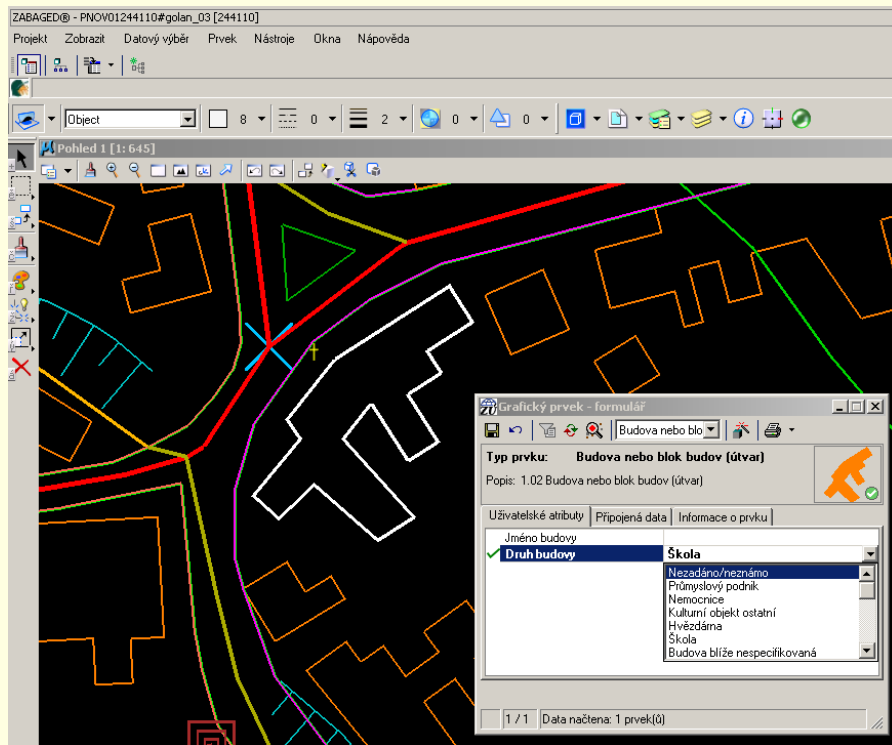 ZABAGED® - PNOV01244110#golan_03 [244110]
Projekt Zobrazit Datový výběr Prvek Nástroje Okna Nápověda
Object 8 0 2 0 0
Pohled 1 [1: 645]
Grafický prvek - formulář
Budova nebo blo
Typ prvku: Budova nebo blok budov (útvar)
Popis: 1.02 Budova nebo blok budov (útvar)
Uživatelské atributy Připojená data Informace o prvku
Jméno budovy
Druh budovy Škola
Nezadáno/neznámo
Průmyslový podnik
Nemocnice
Kulturní objekt ostatní
Hvězdárna
Škola
Budova blíže nespecifikovaná
1 / 1 Data načtena: 1 prvek(ů)